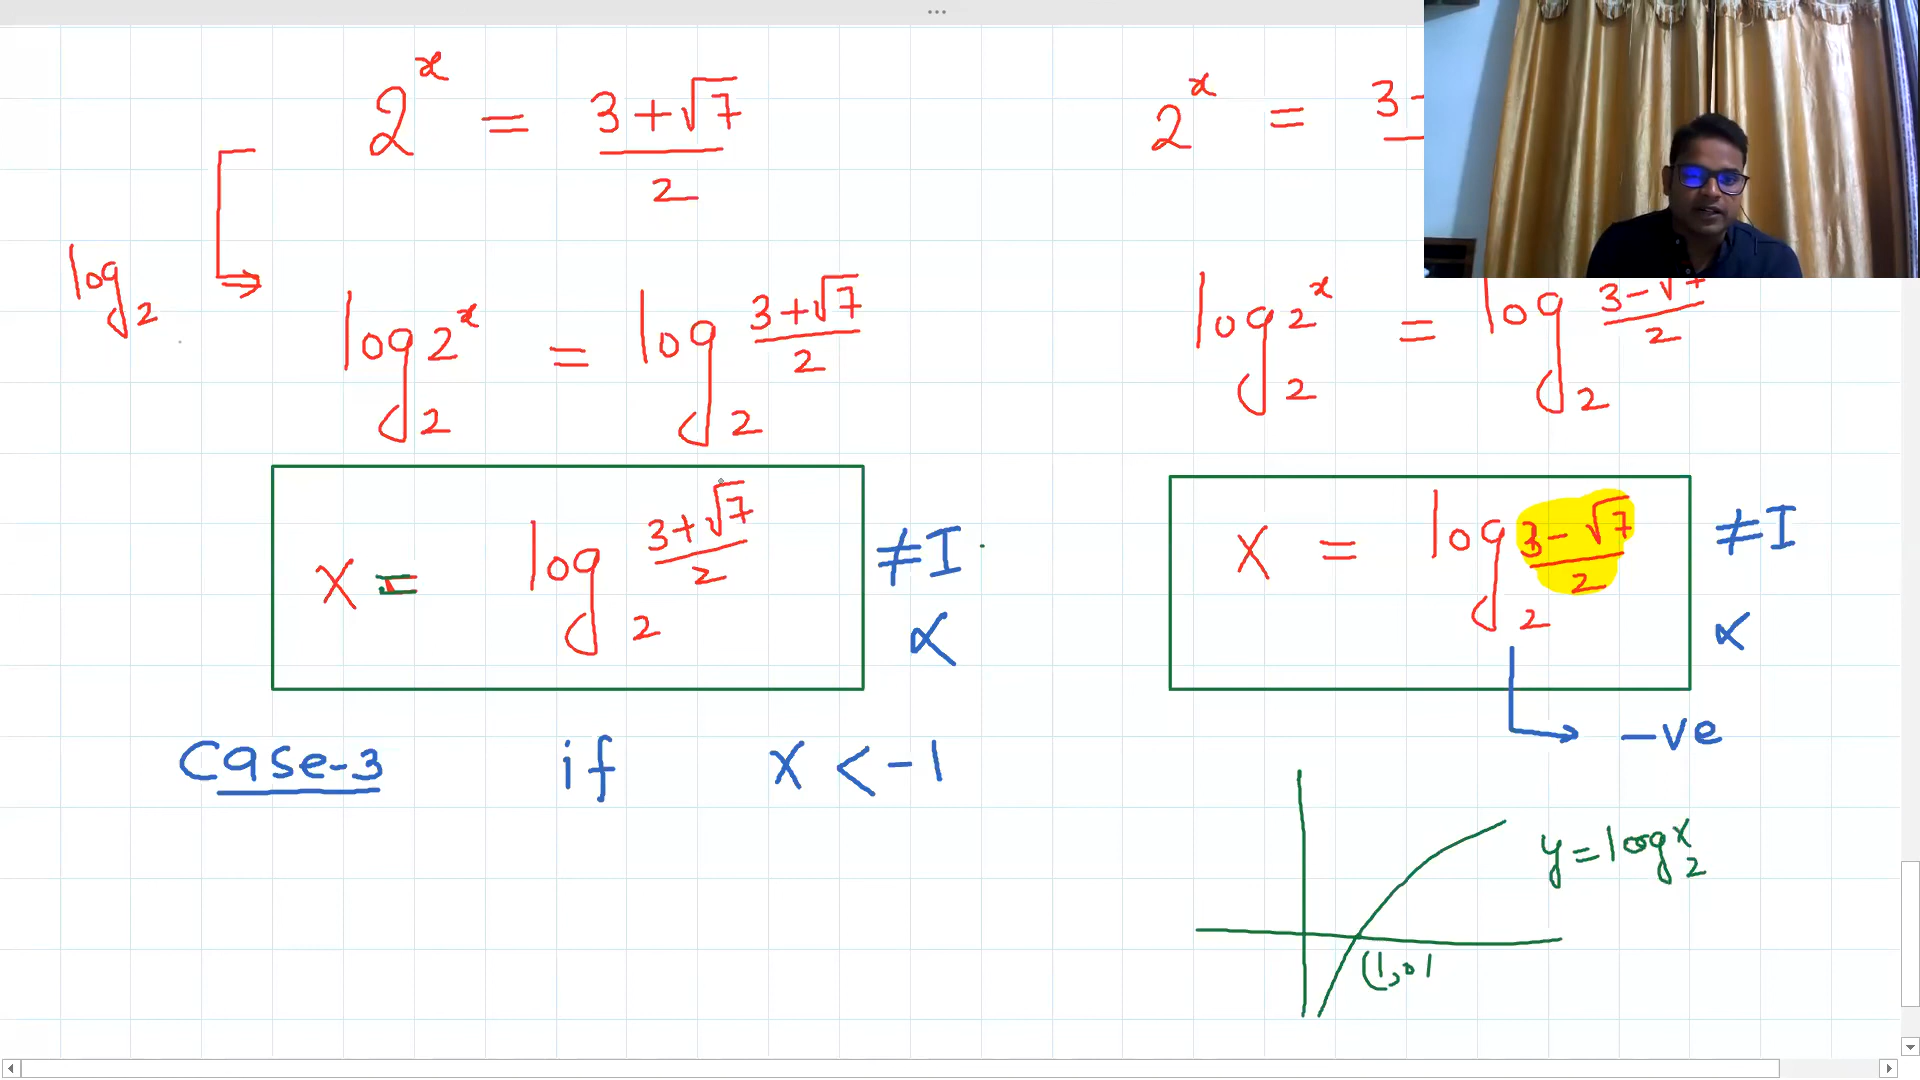 2^x = (3+√7)/2
2^x = 3-
log_2
log_2 2^x = log_2 (3+√7)/2
log_2 2^x = log_2 (3-√7)/2
x = log_2 (3+√7)/2 ≠ I
x = log_2 (3-√7)/2 ≠ I
α
α
-ve
Case-3 if x < -1
y = log_2 x
(1,0)